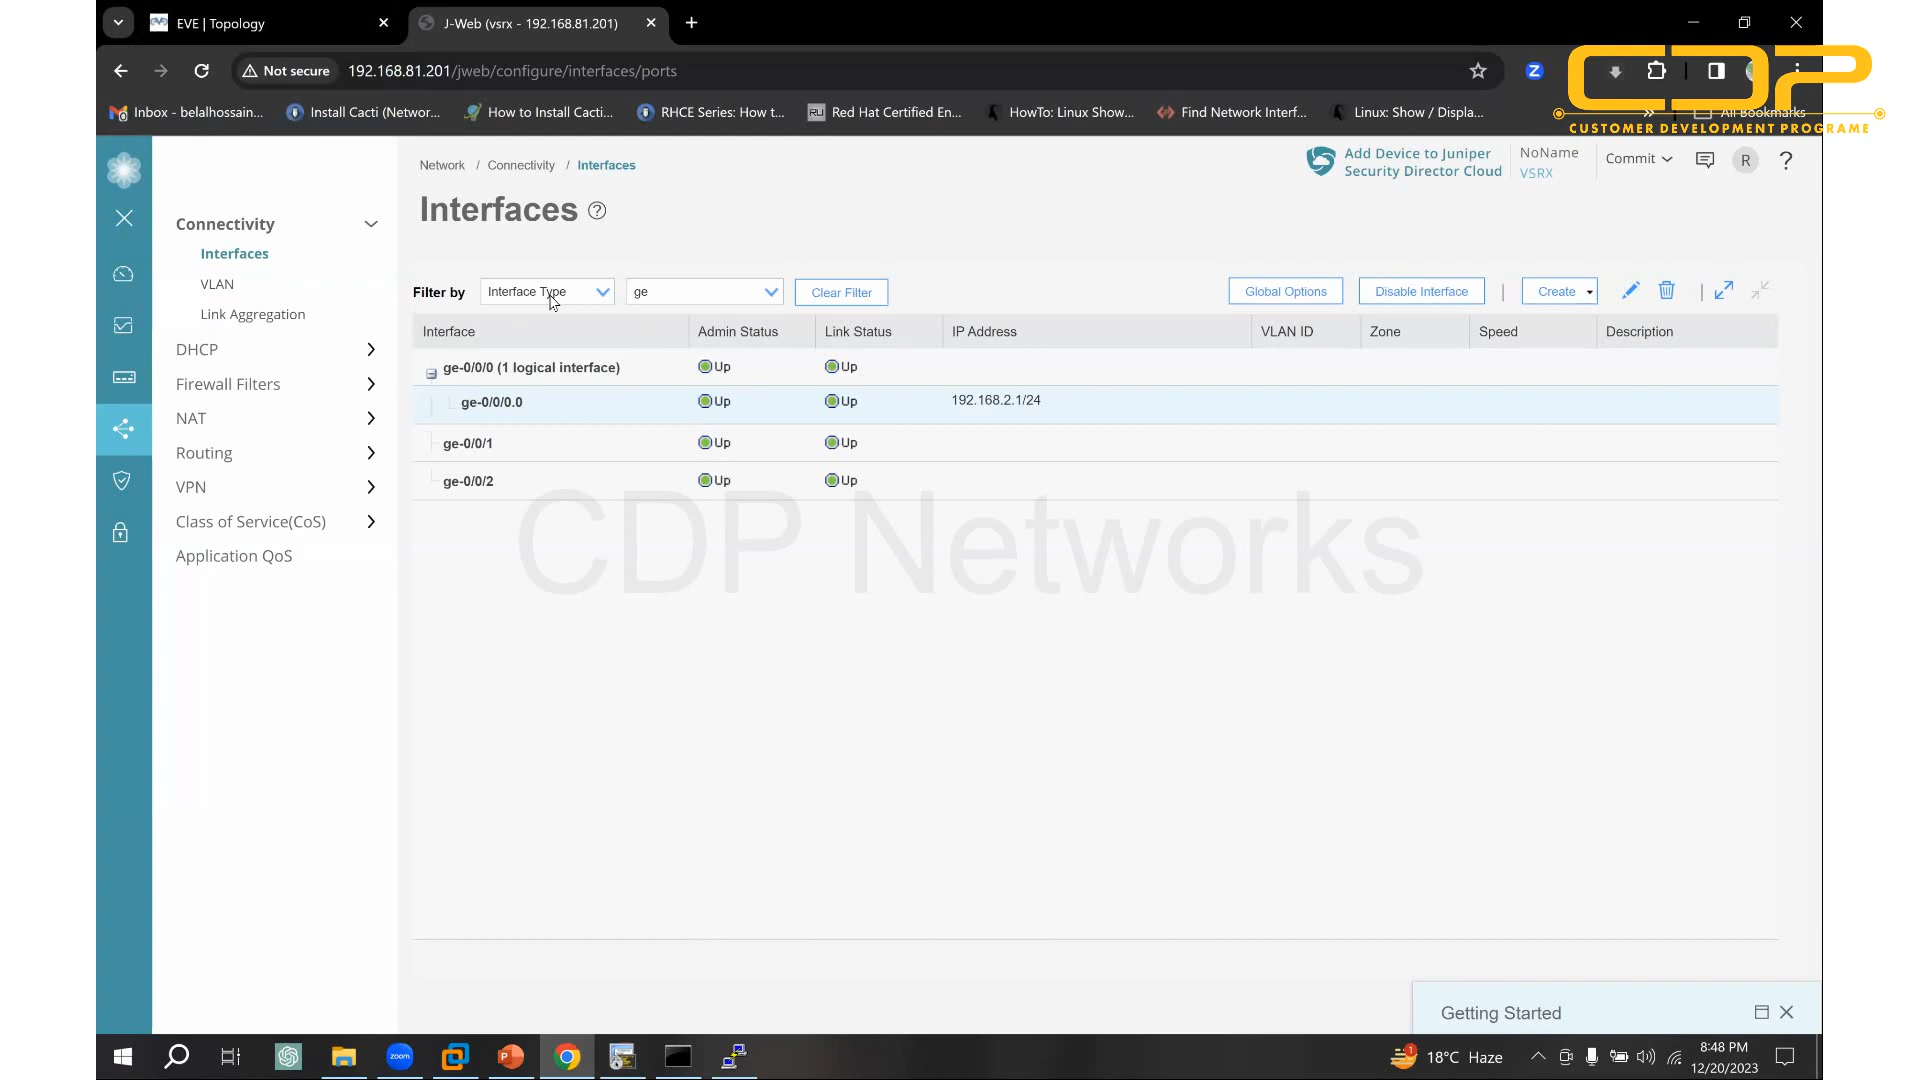 EVE | Topology
J-Web (vsrx - 192.168.81.201)
Not secure 192.168.81.201/jweb/configure/interfaces/ports
Inbox - belalhossain...
Install Cacti (Networ...
How to Install Cacti...
RHCE Series: How t...
RU Red Hat Certified En...
HowTo: Linux Show...
Find Network Interf...
Linux: Show / Displa...
» All Bookmarks
CDP
CUSTOMER DEVELOPMENT PROGRAME
Network / Connectivity / Interfaces
Add Device to Juniper
Security Director Cloud
NoName
VSRX
Commit
R
?
Interfaces ?
Connectivity
Interfaces
VLAN
Link Aggregation
DHCP
Firewall Filters
NAT
Routing
VPN
Class of Service(CoS)
Application QoS
Filter by Interface Type ge Clear Filter Global Options Disable Interface | Create |
Interface Admin Status Link Status IP Address VLAN ID Zone Speed Description
ge-0/0/0 (1 logical interface) Up Up
ge-0/0/0.0 Up Up 192.168.2.1/24
ge-0/0/1 Up Up
ge-0/0/2 Up Up
CDP Networks
Getting Started
zoom
1
18°C Haze
8:48 PM
12/20/2023